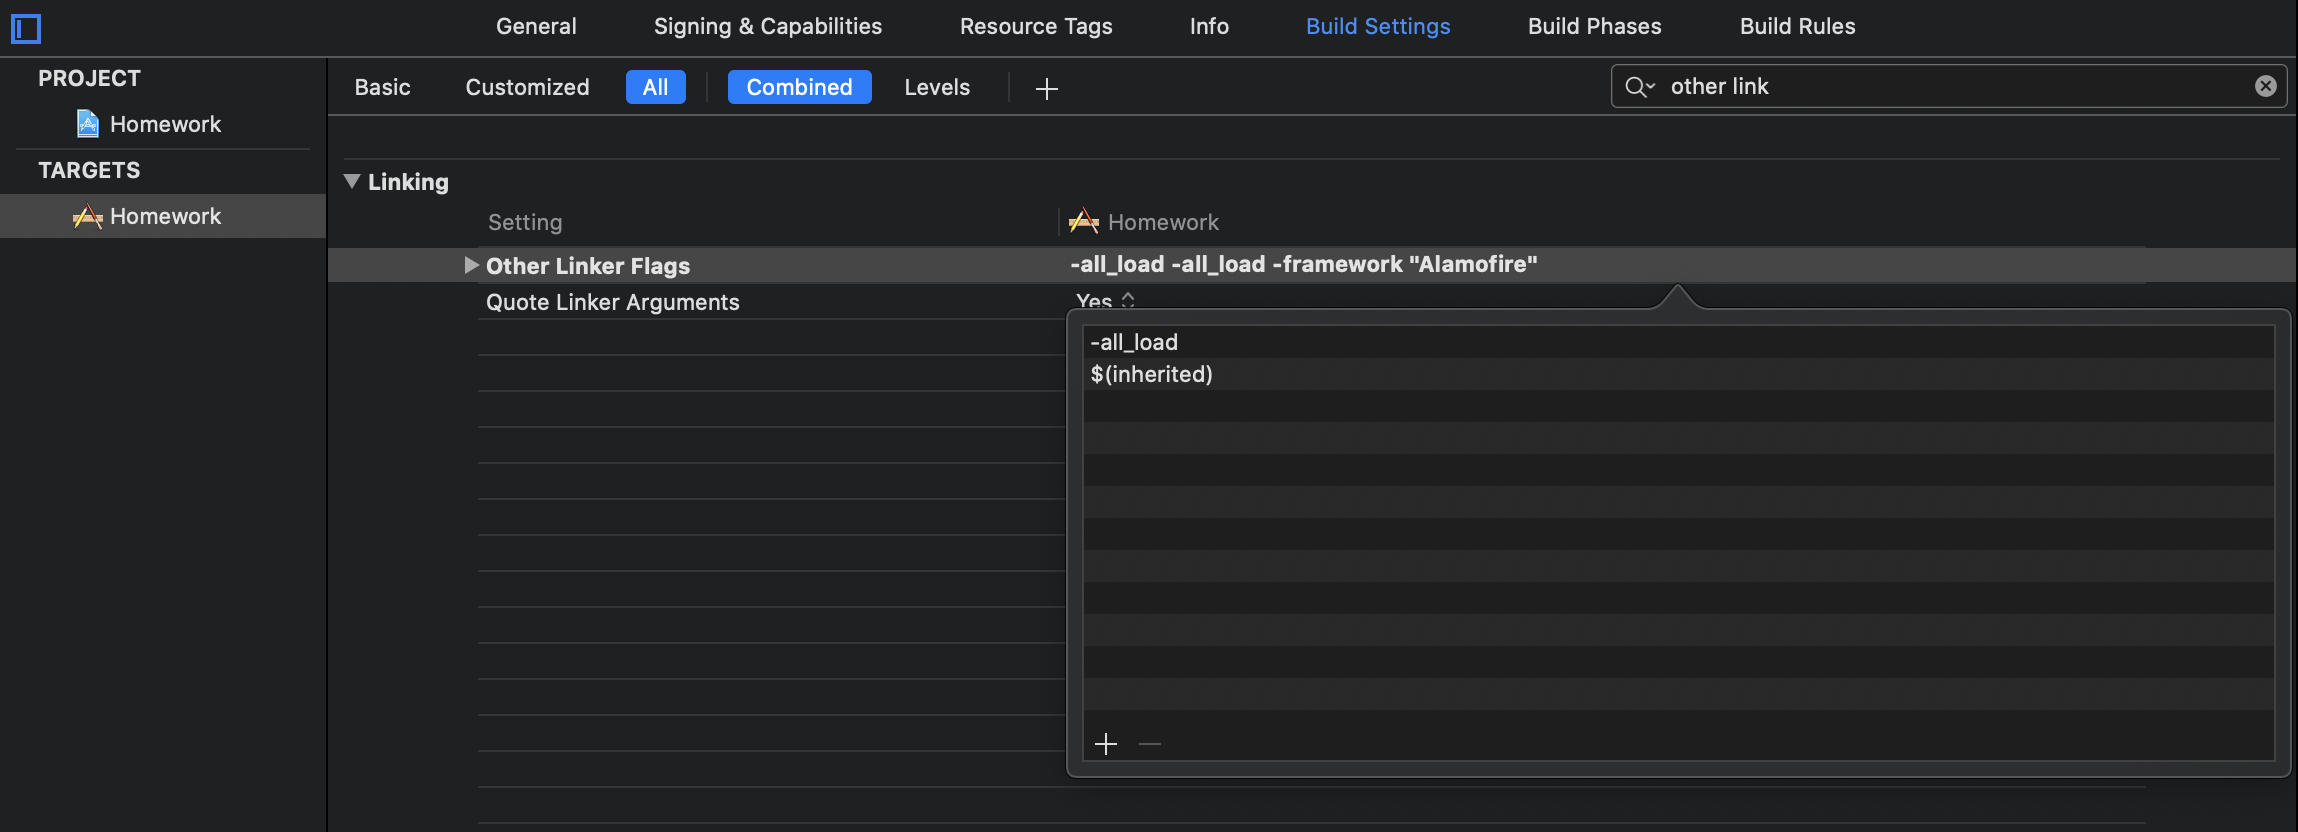 General Signing & Capabilities Resource Tags Info Build Settings Build Phases Build Rules
PROJECT
Homework
TARGETS
Homework
Basic Customized All Combined Levels + other link
Linking
Setting Homework
Other Linker Flags -all_load -all_load -framework "Alamofire"
Quote Linker Arguments Yes
-all_load
$(inherited)